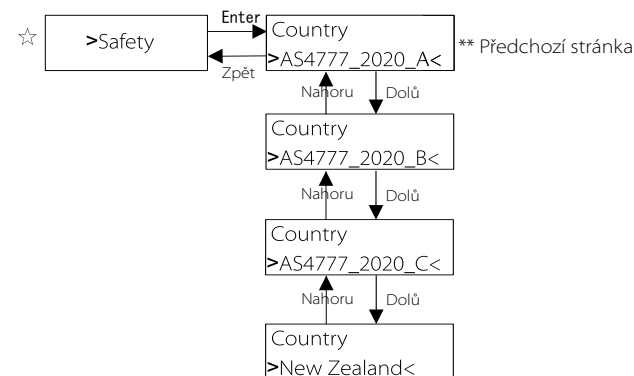 Enter
☆ >Safety
Zpět
Country
>AS4777_2020_A<
** Předchozí stránka
Nahoru Dolů
Country
>AS4777_2020_B<
Nahoru Dolů
Country
>AS4777_2020_C<
Nahoru Dolů
Country
>New Zealand<